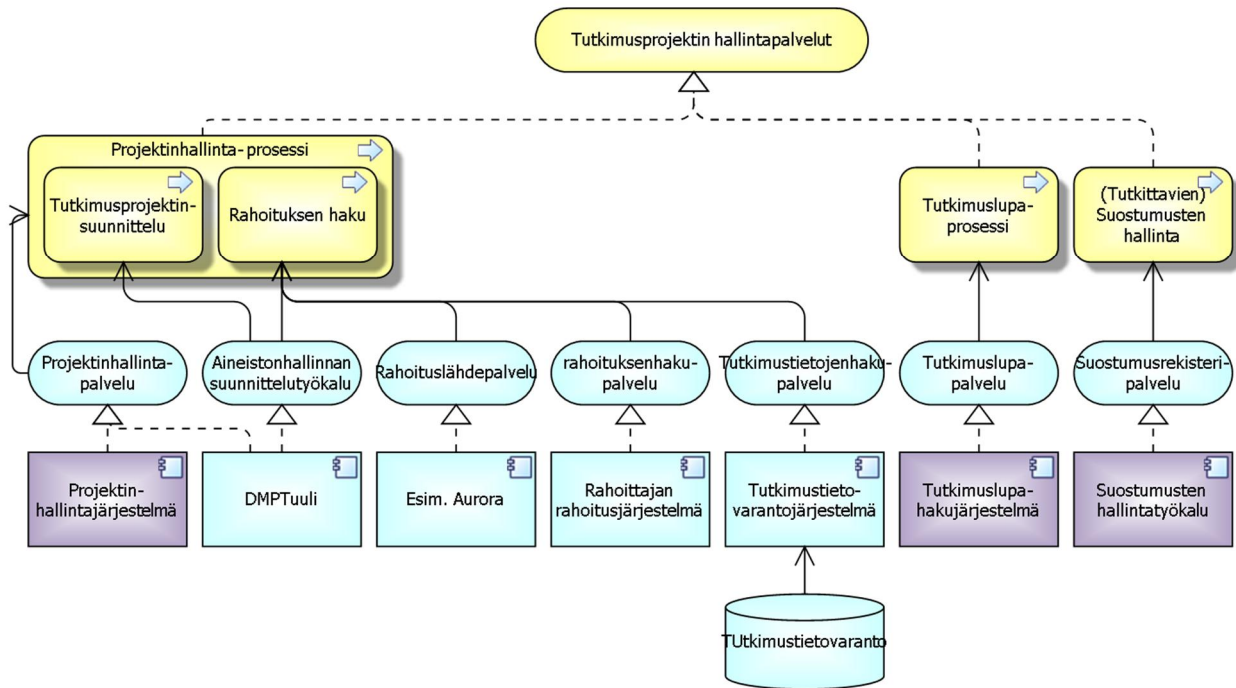 Tutkimusprojektin hallintapalvelut
Projektinhallinta-prosessi
Tutkimusprojektin-
suunnittelu
Rahoituksen haku
Tutkimuslupa-
prosessi
(Tutkittavien)
Suostumusten
hallinta
Projektinhallinta-
palvelu
Aineistonhallinnan
suunnittelutyökalu
Rahoituslähdepalvelu
rahoituksenhaku-
palvelu
Tutkimustietojenhaku-
palvelu
Tutkimuslupa-
palvelu
Suostumusrekisteri-
palvelu
Projektin-
hallintajärjestelmä
DMPTuuli
Esim. Aurora
Rahoittajan
rahoitusjärjestelmä
Tutkimustieto-
varantojärjestelmä
Tutkimuslupa-
hakujärjestelmä
Suostumusten
hallintatyökalu
TUtkimustietovaranto